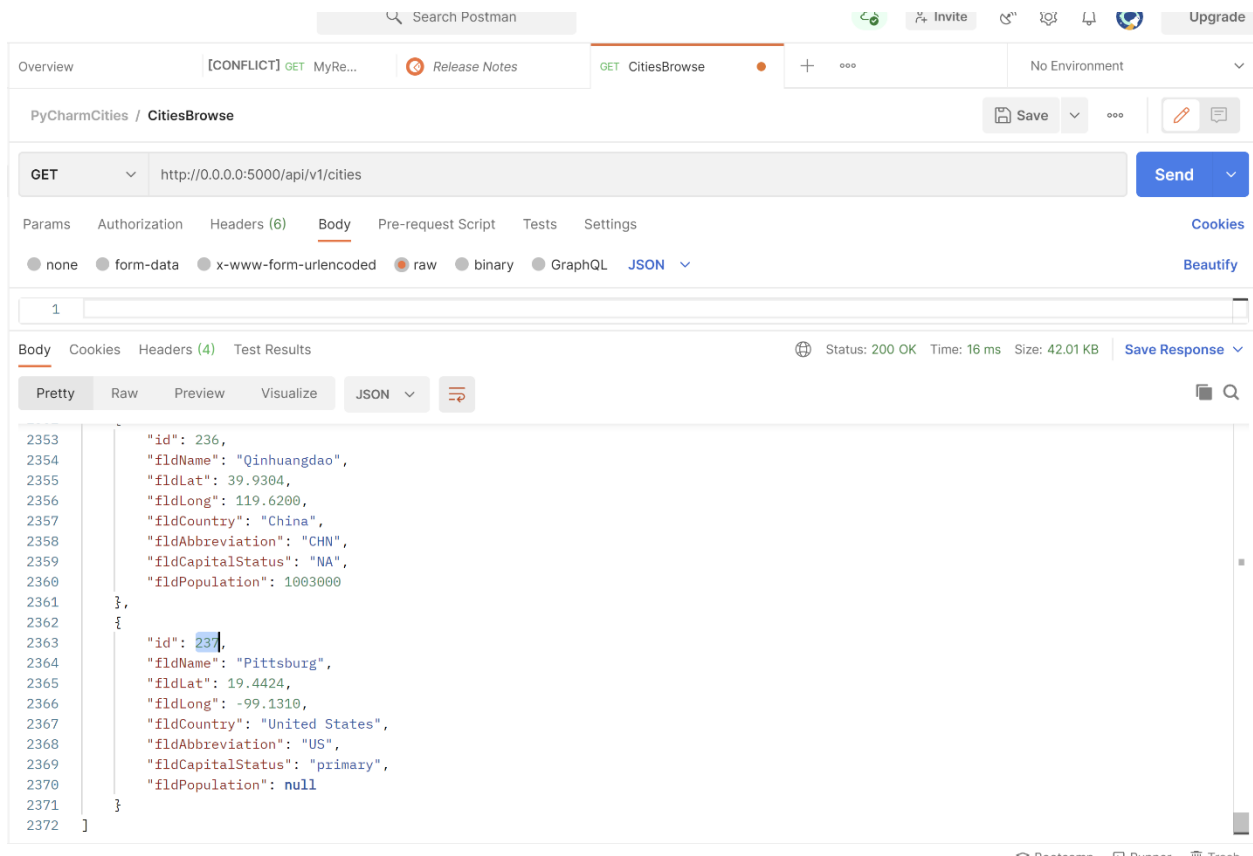 Search Postman Invite Upgrade
Overview [CONFLICT] GET MyRe... Release Notes GET CitiesBrowse + ooo No Environment
PyCharmCities / CitiesBrowse Save ooo
GET http://0.0.0.0:5000/api/v1/cities Send
Params Authorization Headers (6) Body Pre-request Script Tests Settings Cookies
none form-data x-www-form-urlencoded raw binary GraphQL JSON Beautify
1
Body Cookies Headers (4) Test Results Status: 200 OK Time: 16 ms Size: 42.01 KB Save Response
Pretty Raw Preview Visualize JSON
2353 "id": 236,
2354 "fldName": "Qinhuangdao",
2355 "fldLat": 39.9304,
2356 "fldLong": 119.6200,
2357 "fldCountry": "China",
2358 "fldAbbreviation": "CHN",
2359 "fldCapitalStatus": "NA",
2360 "fldPopulation": 1003000
2361 },
2362 {
2363 "id": 237,
2364 "fldName": "Pittsburg",
2365 "fldLat": 19.4424,
2366 "fldLong": -99.1310,
2367 "fldCountry": "United States",
2368 "fldAbbreviation": "US",
2369 "fldCapitalStatus": "primary",
2370 "fldPopulation": null
2371 }
2372 ]